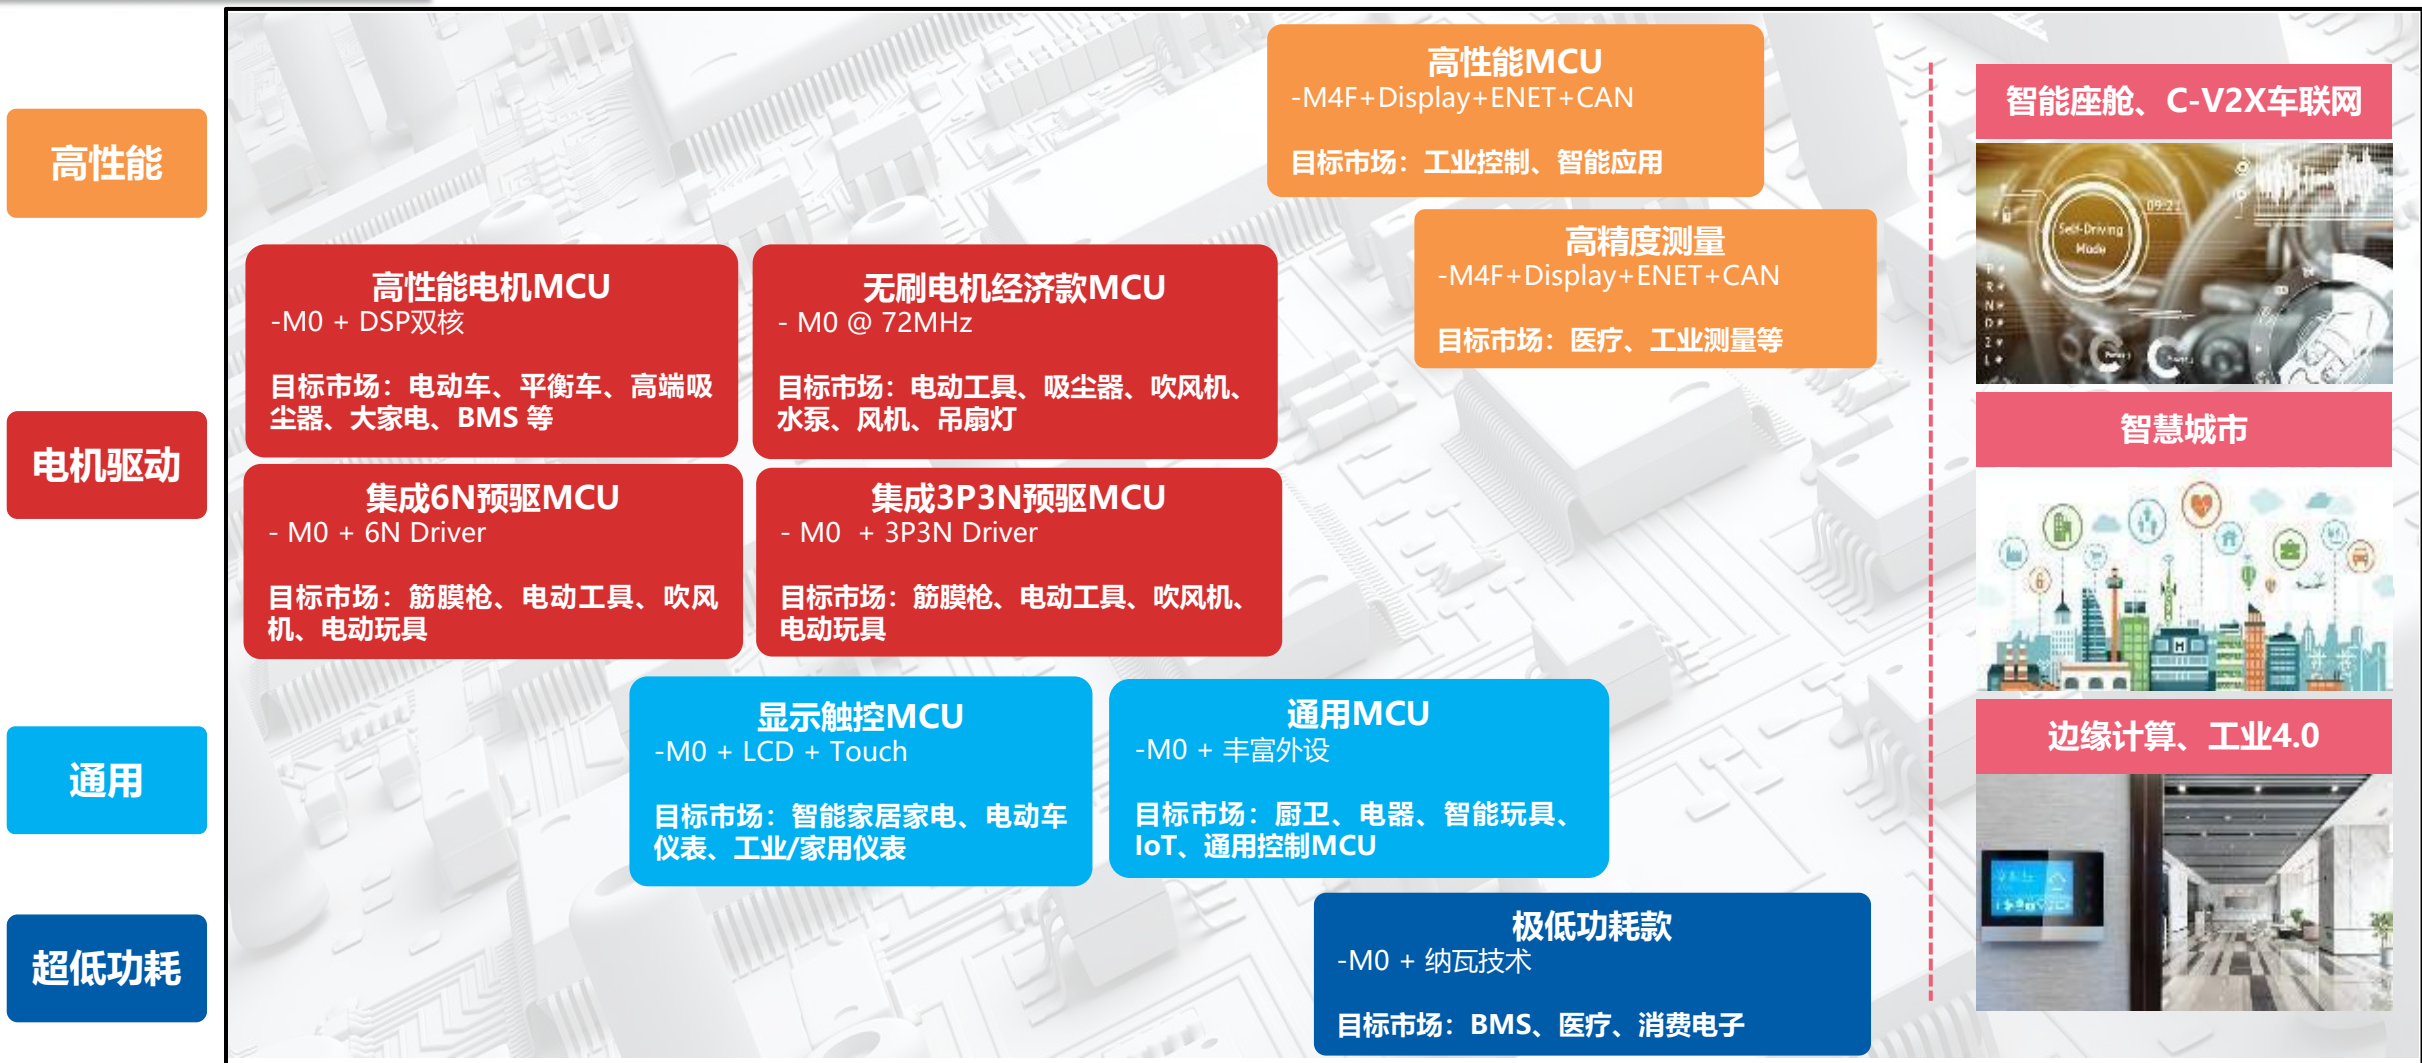 高性能
电机驱动
通用
超低功耗
高性能MCU
-M4F+Display+ENET+CAN
目标市场：工业控制、智能应用
高精度测量
-M4F+Display+ENET+CAN
目标市场：医疗、工业测量等
高性能电机MCU
-M0 + DSP双核
目标市场：电动车、平衡车、高端吸
尘器、大家电、BMS 等
无刷电机经济款MCU
- M0 @ 72MHz
目标市场：电动工具、吸尘器、吹风机、
水泵、风机、吊扇灯
集成6N预驱MCU
- M0 + 6N Driver
目标市场：筋膜枪、电动工具、吹风
机、电动玩具
集成3P3N预驱MCU
- M0 + 3P3N Driver
目标市场：筋膜枪、电动工具、吹风机、
电动玩具
显示触控MCU
-M0 + LCD + Touch
目标市场：智能家居家电、电动车
仪表、工业/家用仪表
通用MCU
-M0 + 丰富外设
目标市场：厨卫、电器、智能玩具、
IoT、通用控制MCU
极低功耗款
-M0 + 纳瓦技术
目标市场：BMS、医疗、消费电子
智能座舱、C-V2X车联网
09:21
Self-Driving
Mode
智慧城市
H
边缘计算、工业4.0